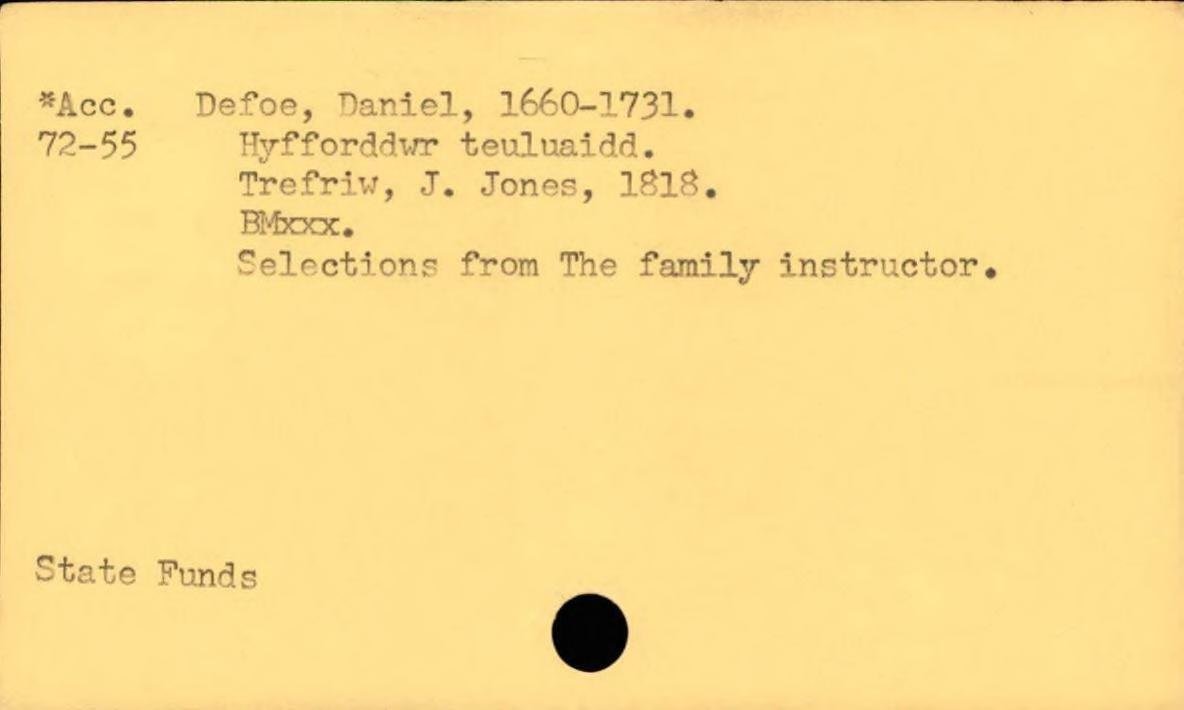 *Acc. Defoe, Daniel, 1660-1731.
72-55 Hyfforddwr teuluaidd.
Trefriw, J. Jones, 1818.
BMxxx.
Selections from The family instructor.
State Funds